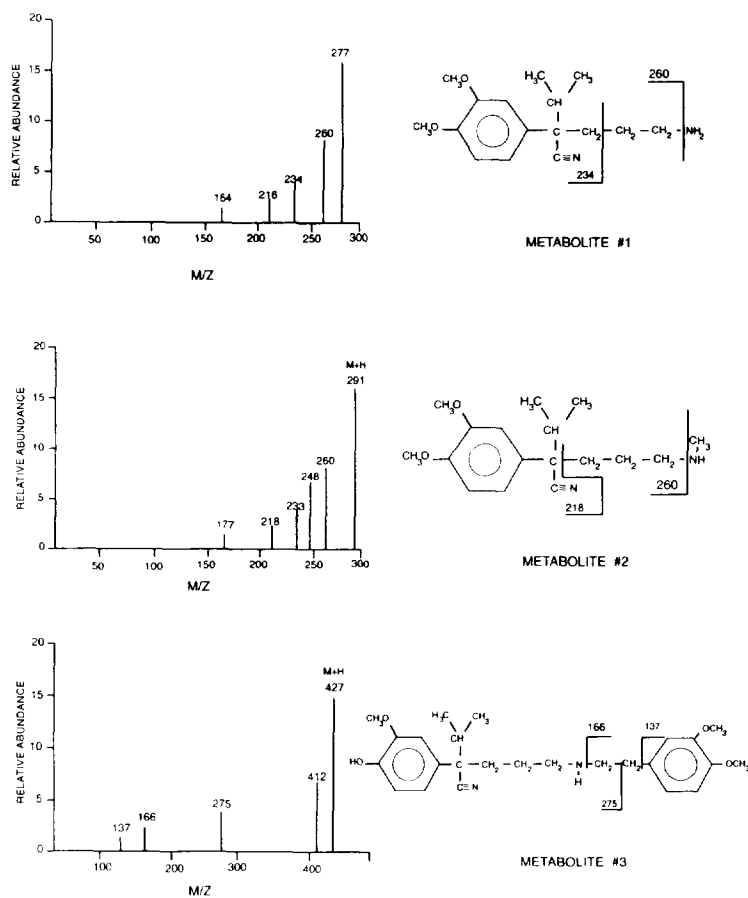 20
15
10
5
0
RELATIVE ABUNDANCE
277
260
234
216
164
50 100 150 200 250 300
M/Z
H₃C CH₃
CH
CH₃O
CH₃O
C – CH₂ – CH₂ – CH₂ – NH₂
C≡N
260
234
METABOLITE #1
20
15
10
5
0
RELATIVE ABUNDANCE
M+H
291
260
248
233
218
177
50 100 150 200 250 300
M/Z
H₃C CH₃
CH
CH₃O
CH₃O
CH₃
C – CH₂ – CH₂ – CH₂ – NH
C≡N
218
260
METABOLITE #2
20
15
10
5
0
RELATIVE ABUNDANCE
M+H
427
412
275
166
137
100 200 300 400
M/Z
H₃C CH₃
CH
CH₃O
HO
C – CH₂ – CH₂ – CH₂ – N – CH₂ – CH₂
H
C≡N
166
137
275
OCH₃
OCH₃
METABOLITE #3